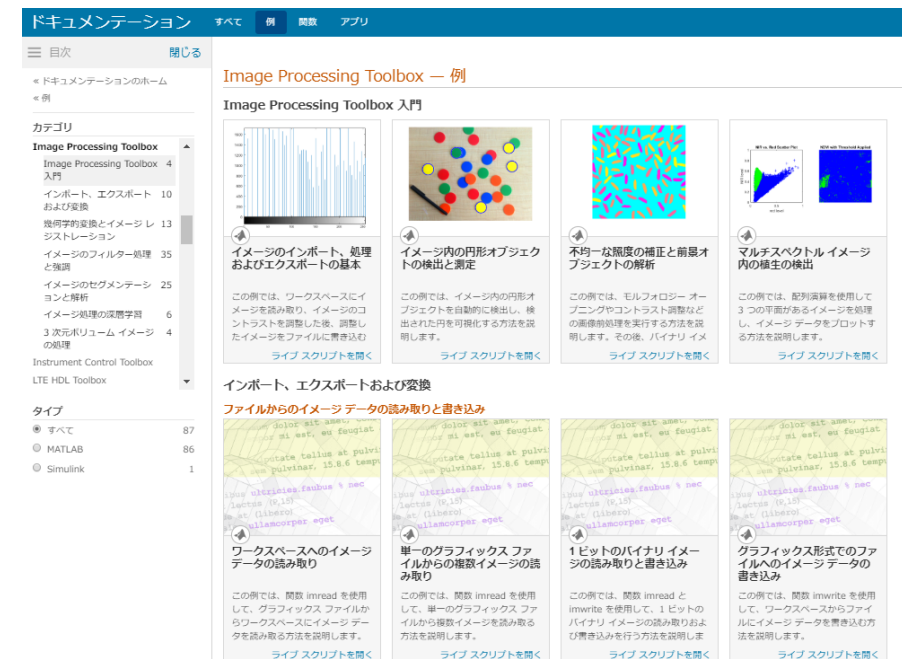 ドキュメンテーション すべて 例 関数 アプリ
目次 閉じる
« ドキュメンテーションのホーム
« 例
カテゴリ
Image Processing Toolbox
Image Processing Toolbox 4
入門
インポート、エクスポート 10
および変換
幾何学的変換とイメージ レ 13
ジストレーション
イメージのフィルター処理 35
と強調
イメージのセグメンテーシ 25
ョンと解析
イメージ処理の深層学習 6
3 次元ボリューム イメージ 4
の処理
Instrument Control Toolbox
LTE HDL Toolbox
タイプ
すべて 87
MATLAB 86
Simulink 1
Image Processing Toolbox — 例
Image Processing Toolbox 入門
イメージのインポート、処理
およびエクスポートの基本
この例では、ワークスペースにイ
メージを読み取り、イメージのコ
ントラストを調整した後、調整し
たイメージをファイルに書き込む
ライブ スクリプトを開く
イメージ内の円形オブジェク
トの検出と測定
この例では、イメージ内の円形オ
ブジェクトを自動的に検出し、検
出された円を可視化する方法を説
明します。
ライブ スクリプトを開く
不均一な照度の補正と前景オ
ブジェクトの解析
この例では、モルフォロジー オー
プニングやコントラスト調整など
の画像前処理を実行する方法を説
明します。その後、バイナリ イメ
ライブ スクリプトを開く
マルチスペクトル イメージ
内の植生の検出
この例では、配列演算を使用して
3 つの平面があるイメージを処理
し、イメージ データをプロットす
る方法を説明します。
ライブ スクリプトを開く
インポート、エクスポートおよび変換
ファイルからのイメージ データの読み取りと書き込み
ワークスペースへのイメージ
データの読み取り
この例では、関数 imread を使用
して、グラフィックス ファイルか
らワークスペースにイメージ デー
タを読み取る方法を説明します。
ライブ スクリプトを開く
単一のグラフィックス ファ
イルからの複数イメージの読
み取り
この例では、関数 imread を使用
して、単一のグラフィックス ファ
イルから複数イメージを読み取る
方法を説明します。
ライブ スクリプトを開く
1 ビットのバイナリ イメー
ジの読み取りと書き込み
この例では、関数 imread と
imwrite を使用して、1 ビットの
バイナリ イメージの読み取りおよ
び書き込みを行う方法を説明しま
ライブ スクリプトを開く
グラフィックス形式でのファ
イルへのイメージ データの
書き込み
この例では、関数 imwrite を使用
して、ワークスペースからファイ
ルにイメージ データを書き込む方
法を説明します。
ライブ スクリプトを開く